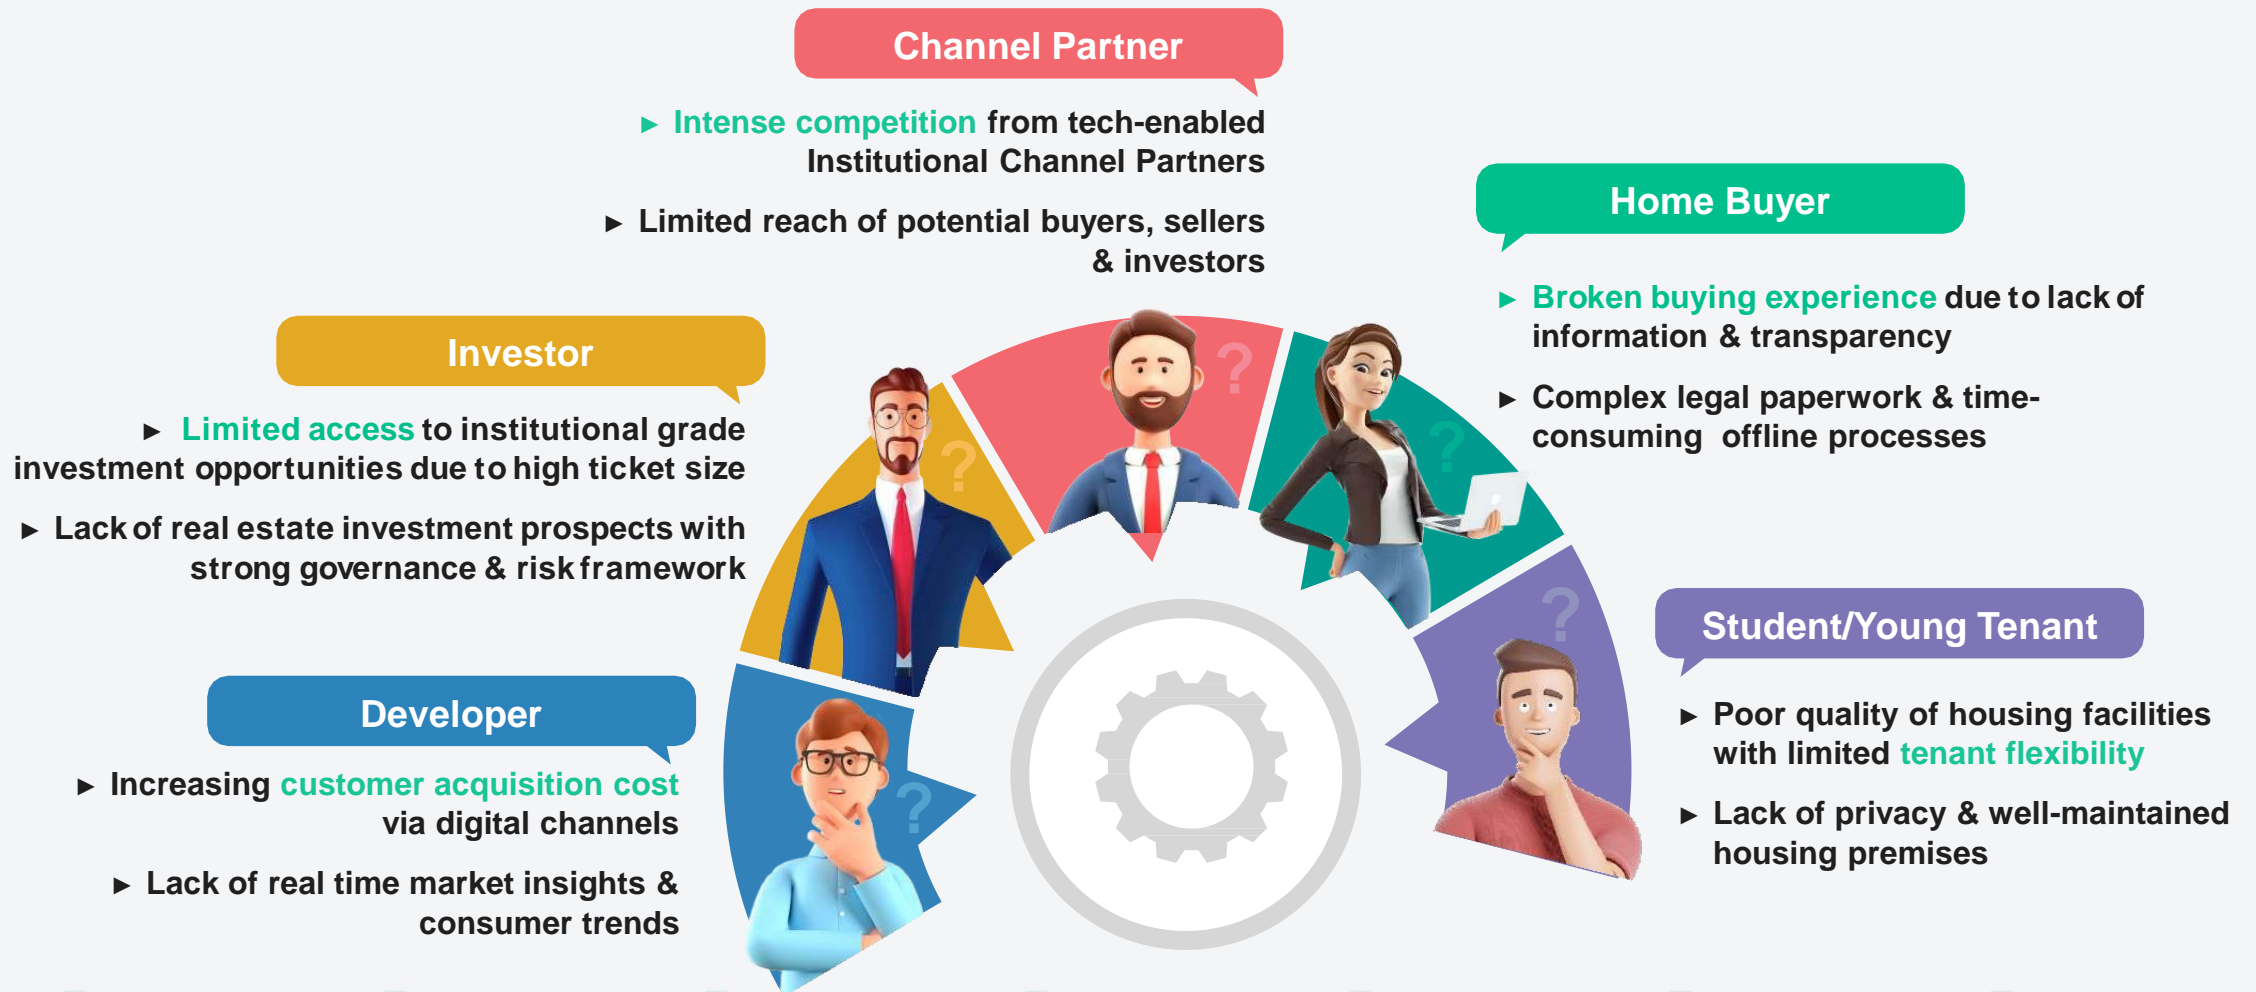 Channel Partner
► Intense competition from tech-enabled
Institutional Channel Partners
► Limited reach of potential buyers, sellers
& investors
Home Buyer
► Broken buying experience due to lack of
information & transparency
► Complex legal paperwork & time-
consuming offline processes
Investor
► Limited access to institutional grade
investment opportunities due to high ticket size
► Lack of real estate investment prospects with
strong governance & risk framework
Student/Young Tenant
► Poor quality of housing facilities
with limited tenant flexibility
► Lack of privacy & well-maintained
housing premises
Developer
► Increasing customer acquisition cost
via digital channels
► Lack of real time market insights &
consumer trends
?
?
?
?
?